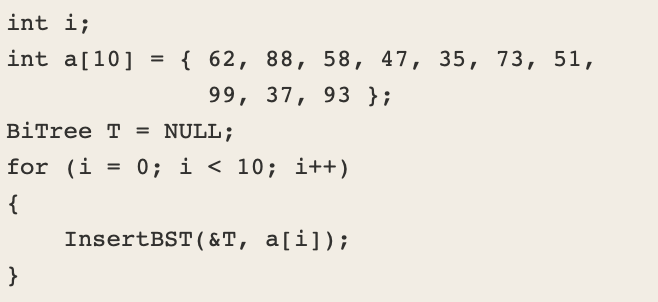 int i;
int a[10] = { 62, 88, 58, 47, 35, 73, 51,
              99, 37, 93 };
BiTree T = NULL;
for (i = 0; i < 10; i++)
{
    InsertBST(&T, a[i]);
}